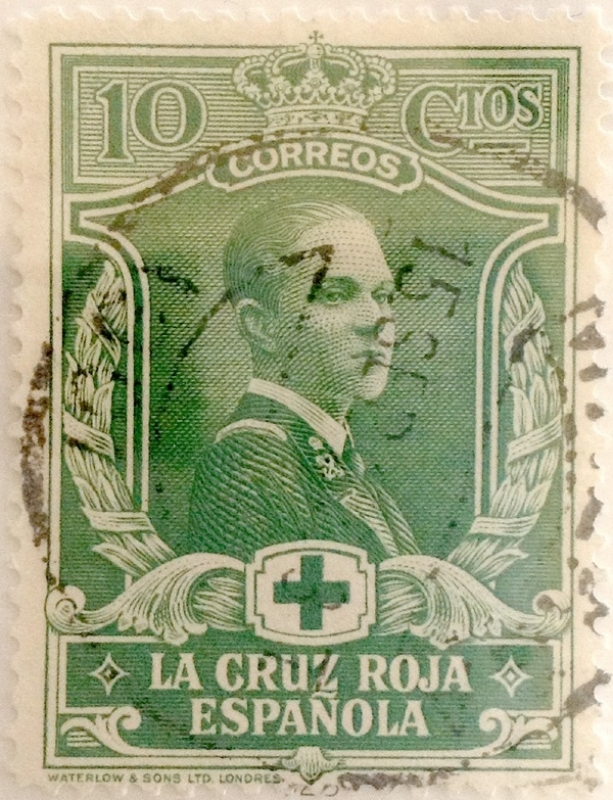 10 CTOS
CORREOS
LA CRUZ ROJA
ESPAÑOLA
WATERLOW & SONS LTD. LONDRES.